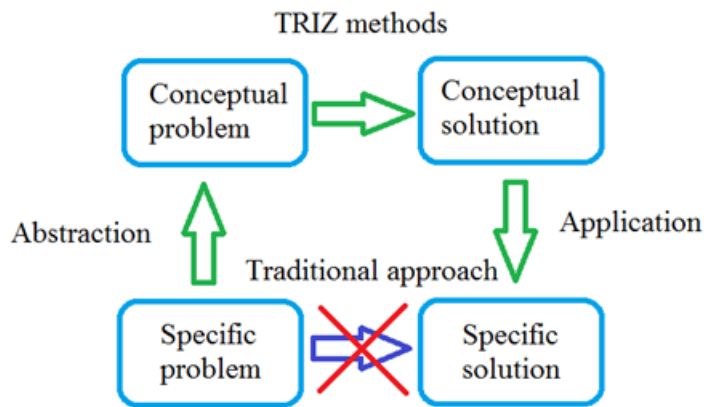 TRIZ methods
Conceptual
problem
Conceptual
solution
Abstraction
Application
Traditional approach
Specific
problem
Specific
solution